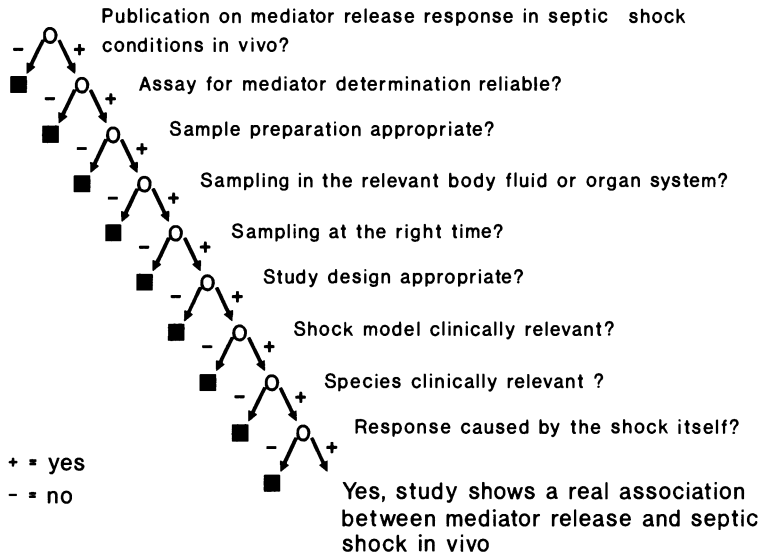 Publication on mediator release response in septic shock
conditions in vivo?
- +
Assay for mediator determination reliable?
- +
Sample preparation appropriate?
- +
Sampling in the relevant body fluid or organ system?
- +
Sampling at the right time?
- +
Study design appropriate?
- +
Shock model clinically relevant?
- +
Species clinically relevant ?
- +
Response caused by the shock itself?
- +
+ = yes
- = no
Yes, study shows a real association
between mediator release and septic
shock in vivo